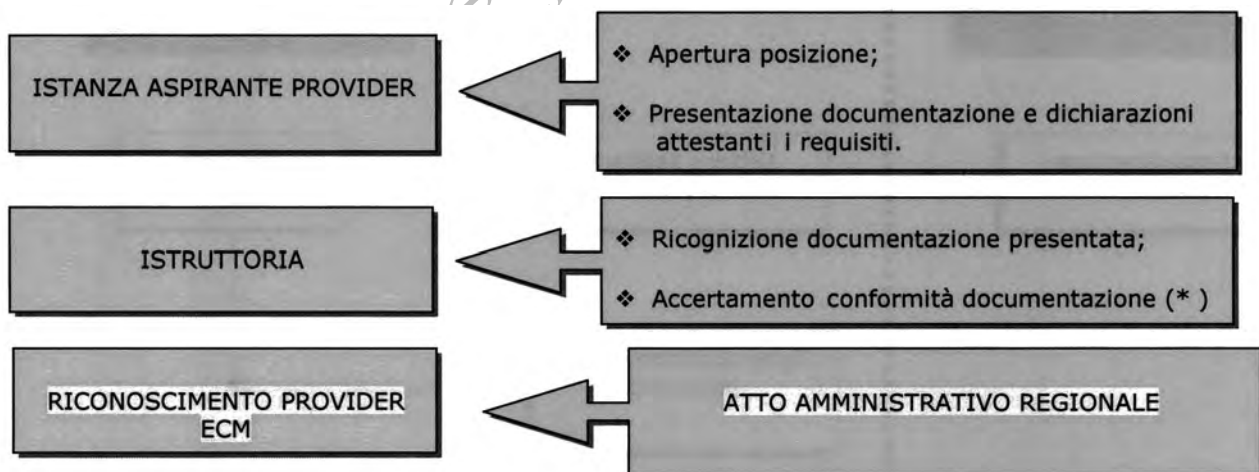 ISTANZA ASPIRANTE PROVIDER
❖ Apertura posizione;
❖ Presentazione documentazione e dichiarazioni
attestanti i requisiti.
ISTRUTTORIA
❖ Ricognizione documentazione presentata;
❖ Accertamento conformità documentazione (* )
RICONOSCIMENTO PROVIDER
ECM
ATTO AMMINISTRATIVO REGIONALE